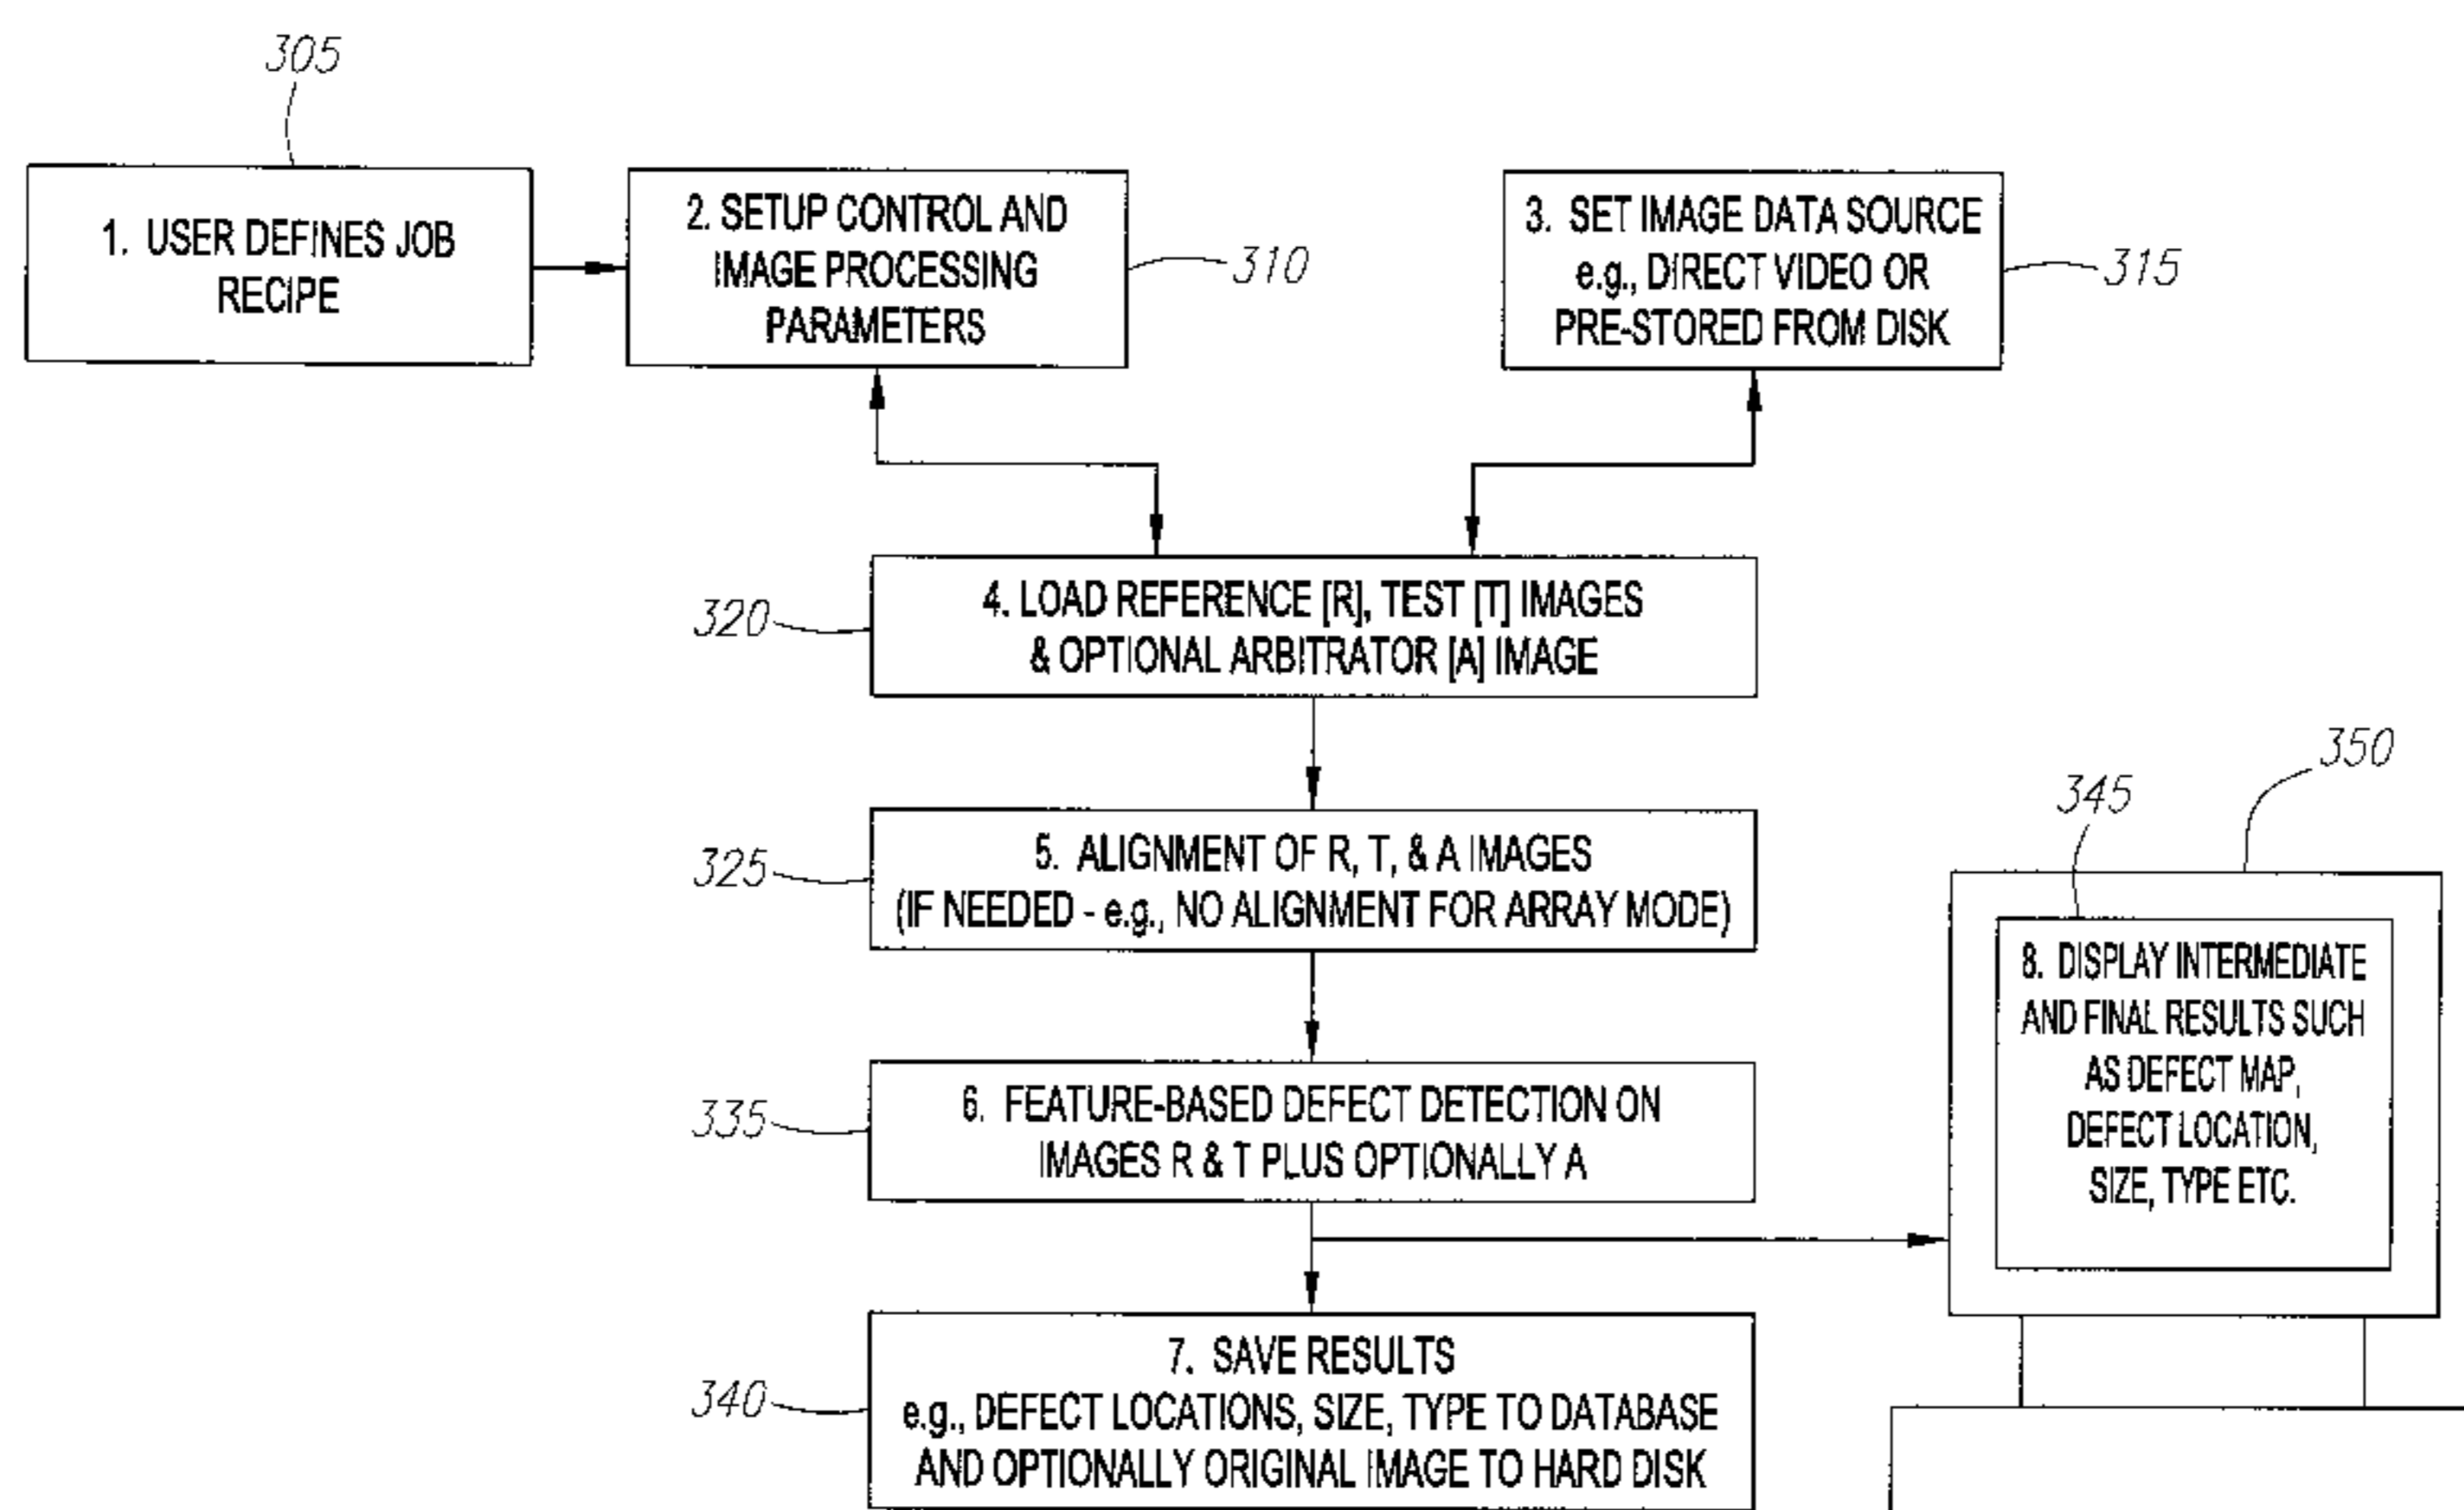 305
1. USER DEFINES JOB
RECIPE
2. SETUP CONTROL AND
IMAGE PROCESSING
PARAMETERS
310
3. SET IMAGE DATA SOURCE
e.g., DIRECT VIDEO OR
PRE-STORED FROM DISK
315
320
4. LOAD REFERENCE [R], TEST [T] IMAGES
& OPTIONAL ARBITRATOR [A] IMAGE
325
5. ALIGNMENT OF R, T, & A IMAGES
(IF NEEDED - e.g., NO ALIGNMENT FOR ARRAY MODE)
335
6. FEATURE-BASED DEFECT DETECTION ON
IMAGES R & T PLUS OPTIONALLY A
340
7. SAVE RESULTS
e.g., DEFECT LOCATIONS, SIZE, TYPE TO DATABASE
AND OPTIONALLY ORIGINAL IMAGE TO HARD DISK
350
345
8. DISPLAY INTERMEDIATE
AND FINAL RESULTS SUCH
AS DEFECT MAP,
DEFECT LOCATION,
SIZE, TYPE ETC.